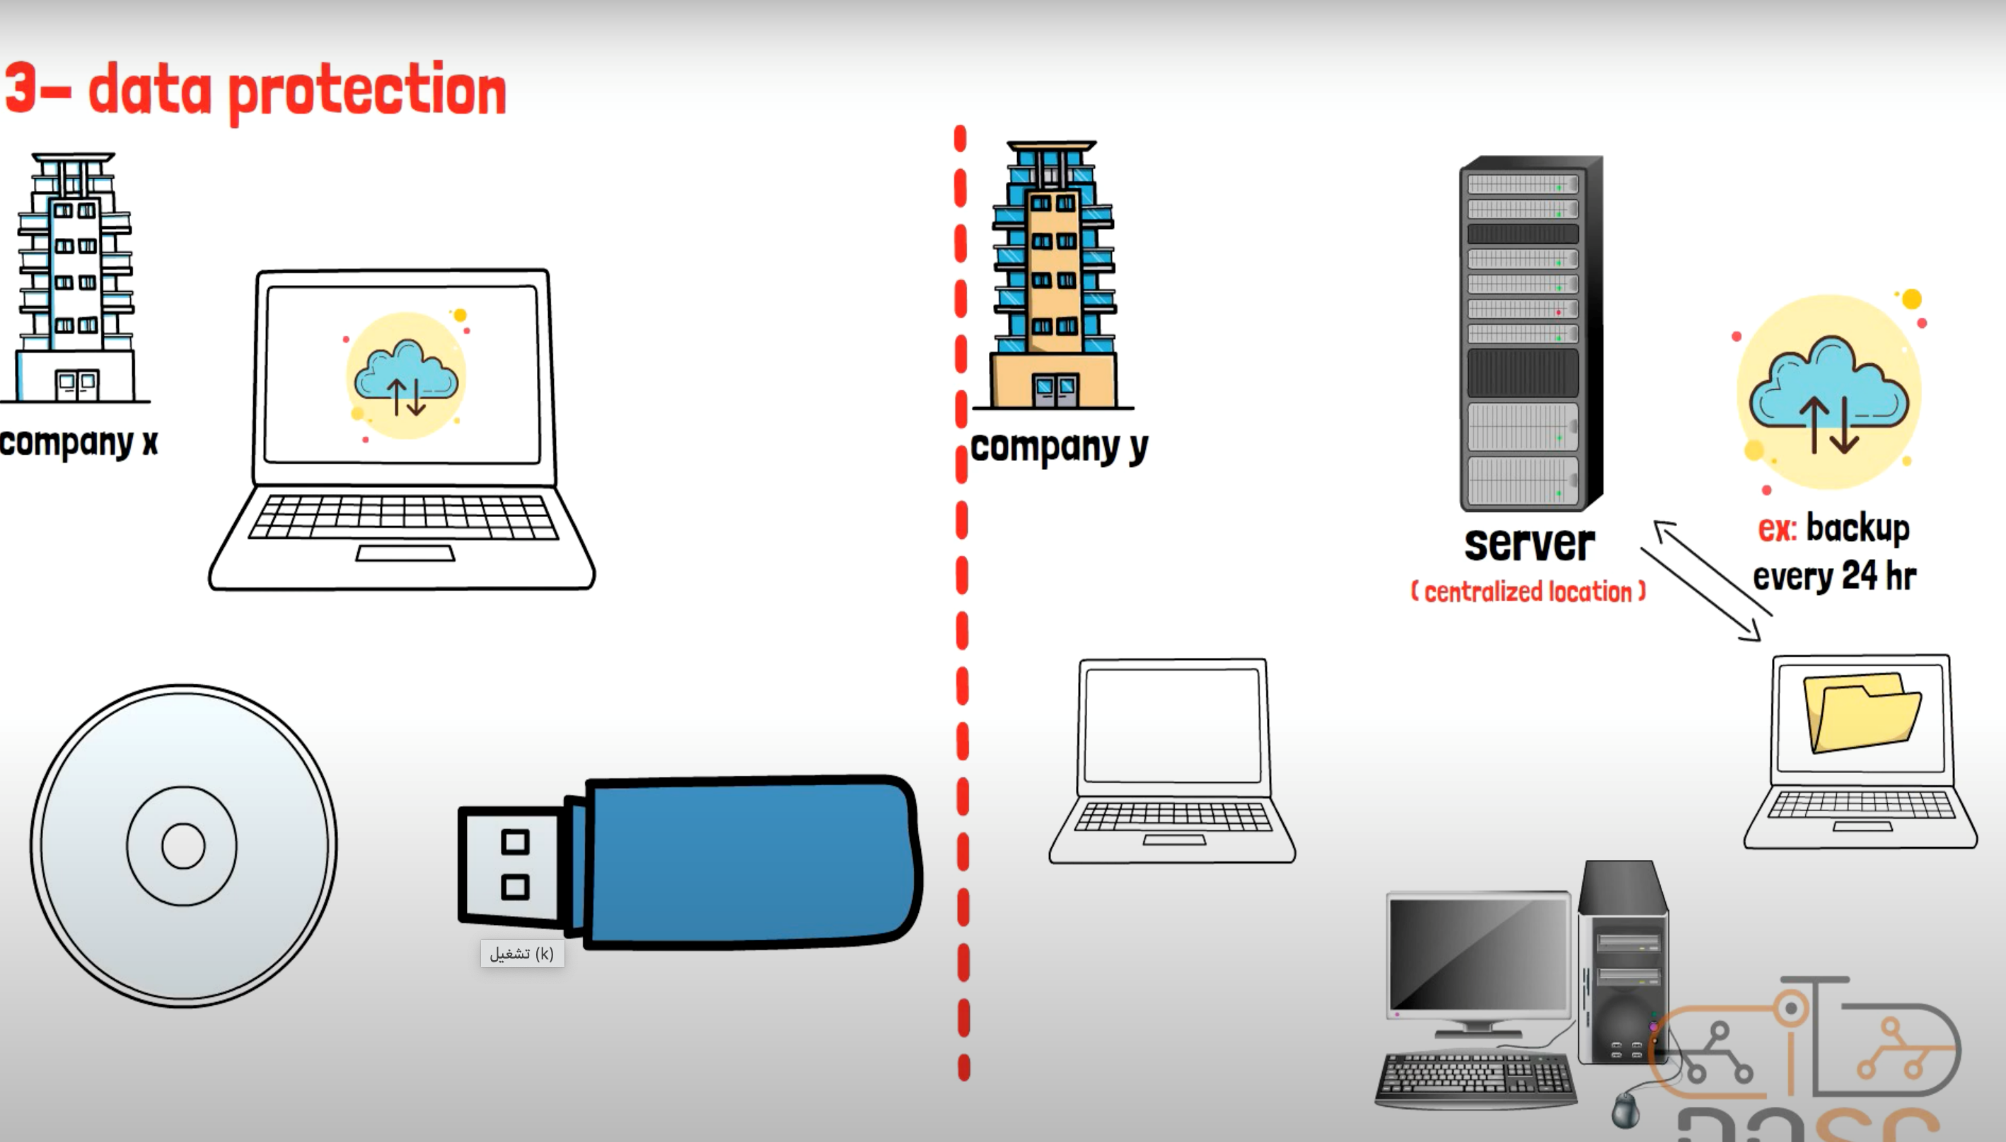 3- data protection
company x
company y
server
( centralized location )
ex: backup
every 24 hr
تشغيل (k)